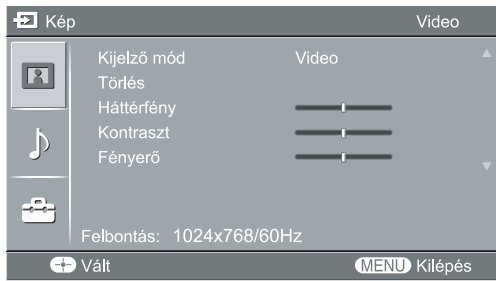 Kép Video
Kijelző mód Video
Törlés
Háttérfény
Kontraszt
Fényerő
Felbontás: 1024x768/60Hz
Vált MENU Kilépés